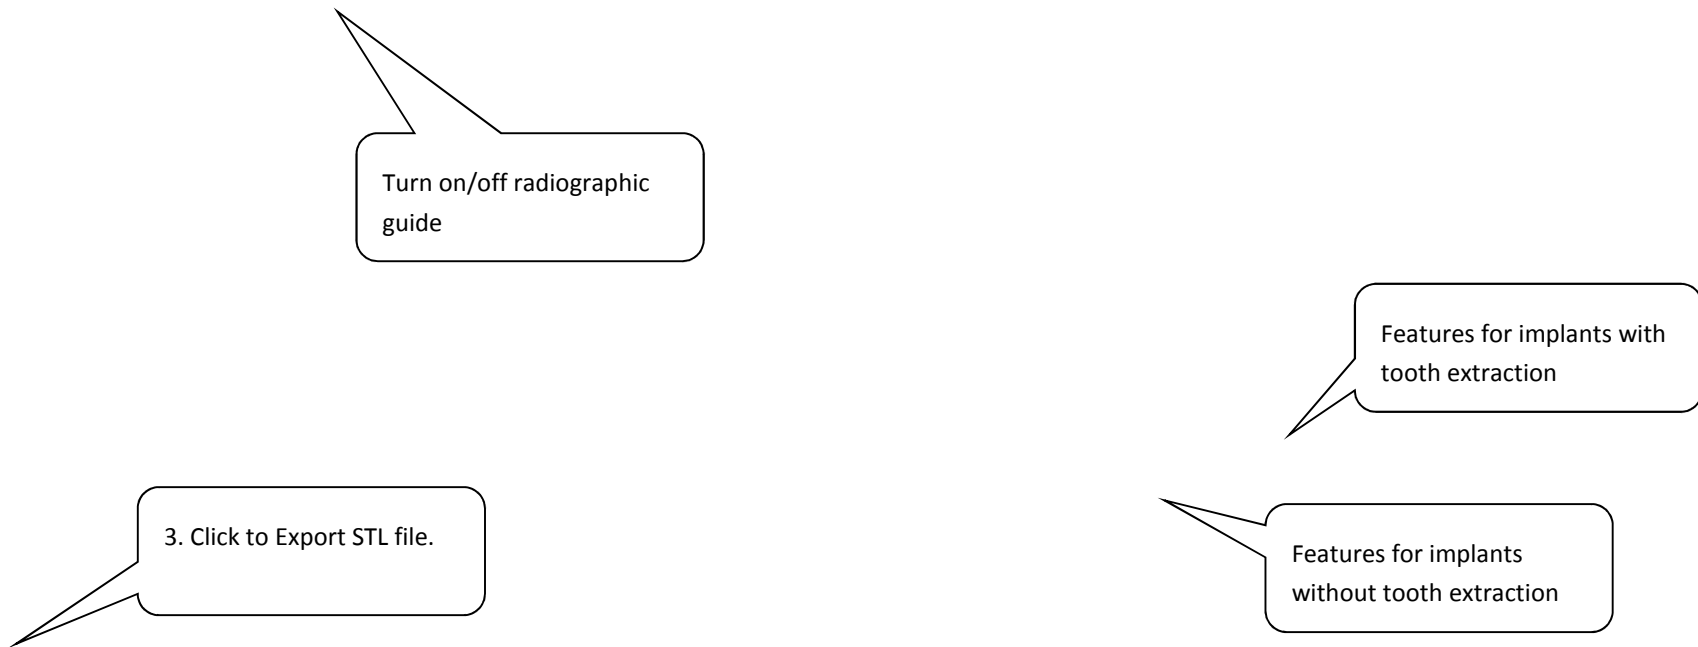 Turn on/off radiographic
guide
Features for implants with
tooth extraction
3. Click to Export STL file.
Features for implants
without tooth extraction